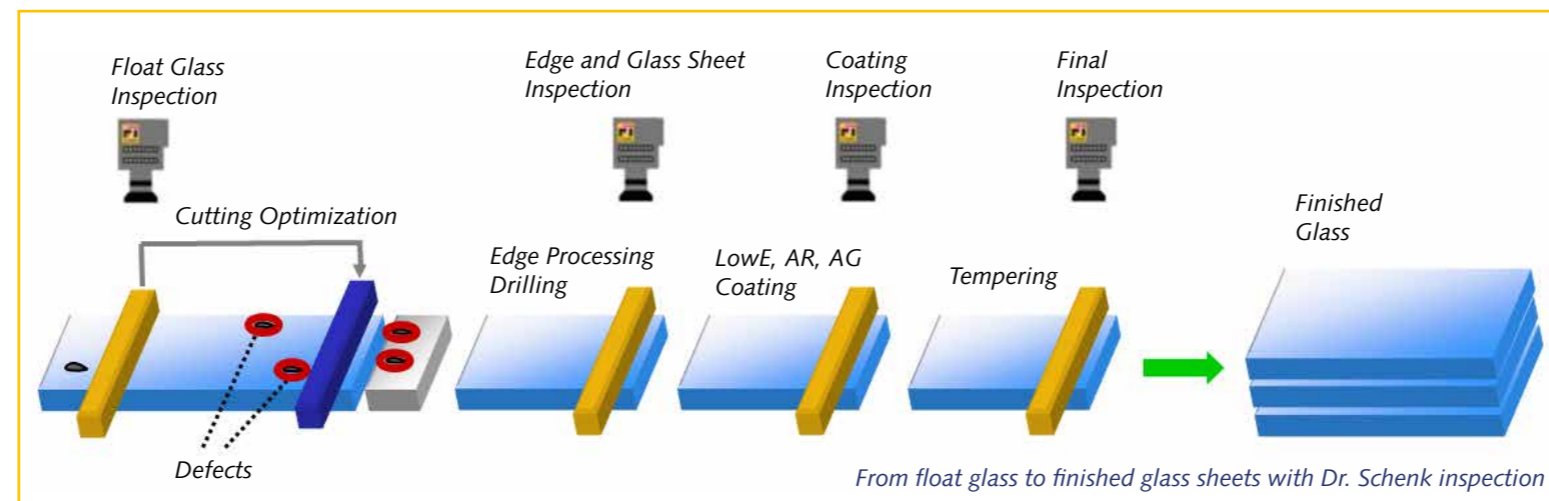 Float Glass
Inspection
Edge and Glass Sheet
Inspection
Coating
Inspection
Final
Inspection
Cutting Optimization
Finished
Glass
Edge Processing
Drilling
LowE, AR, AG
Coating
Tempering
Defects
From float glass to finished glass sheets with Dr. Schenk inspection